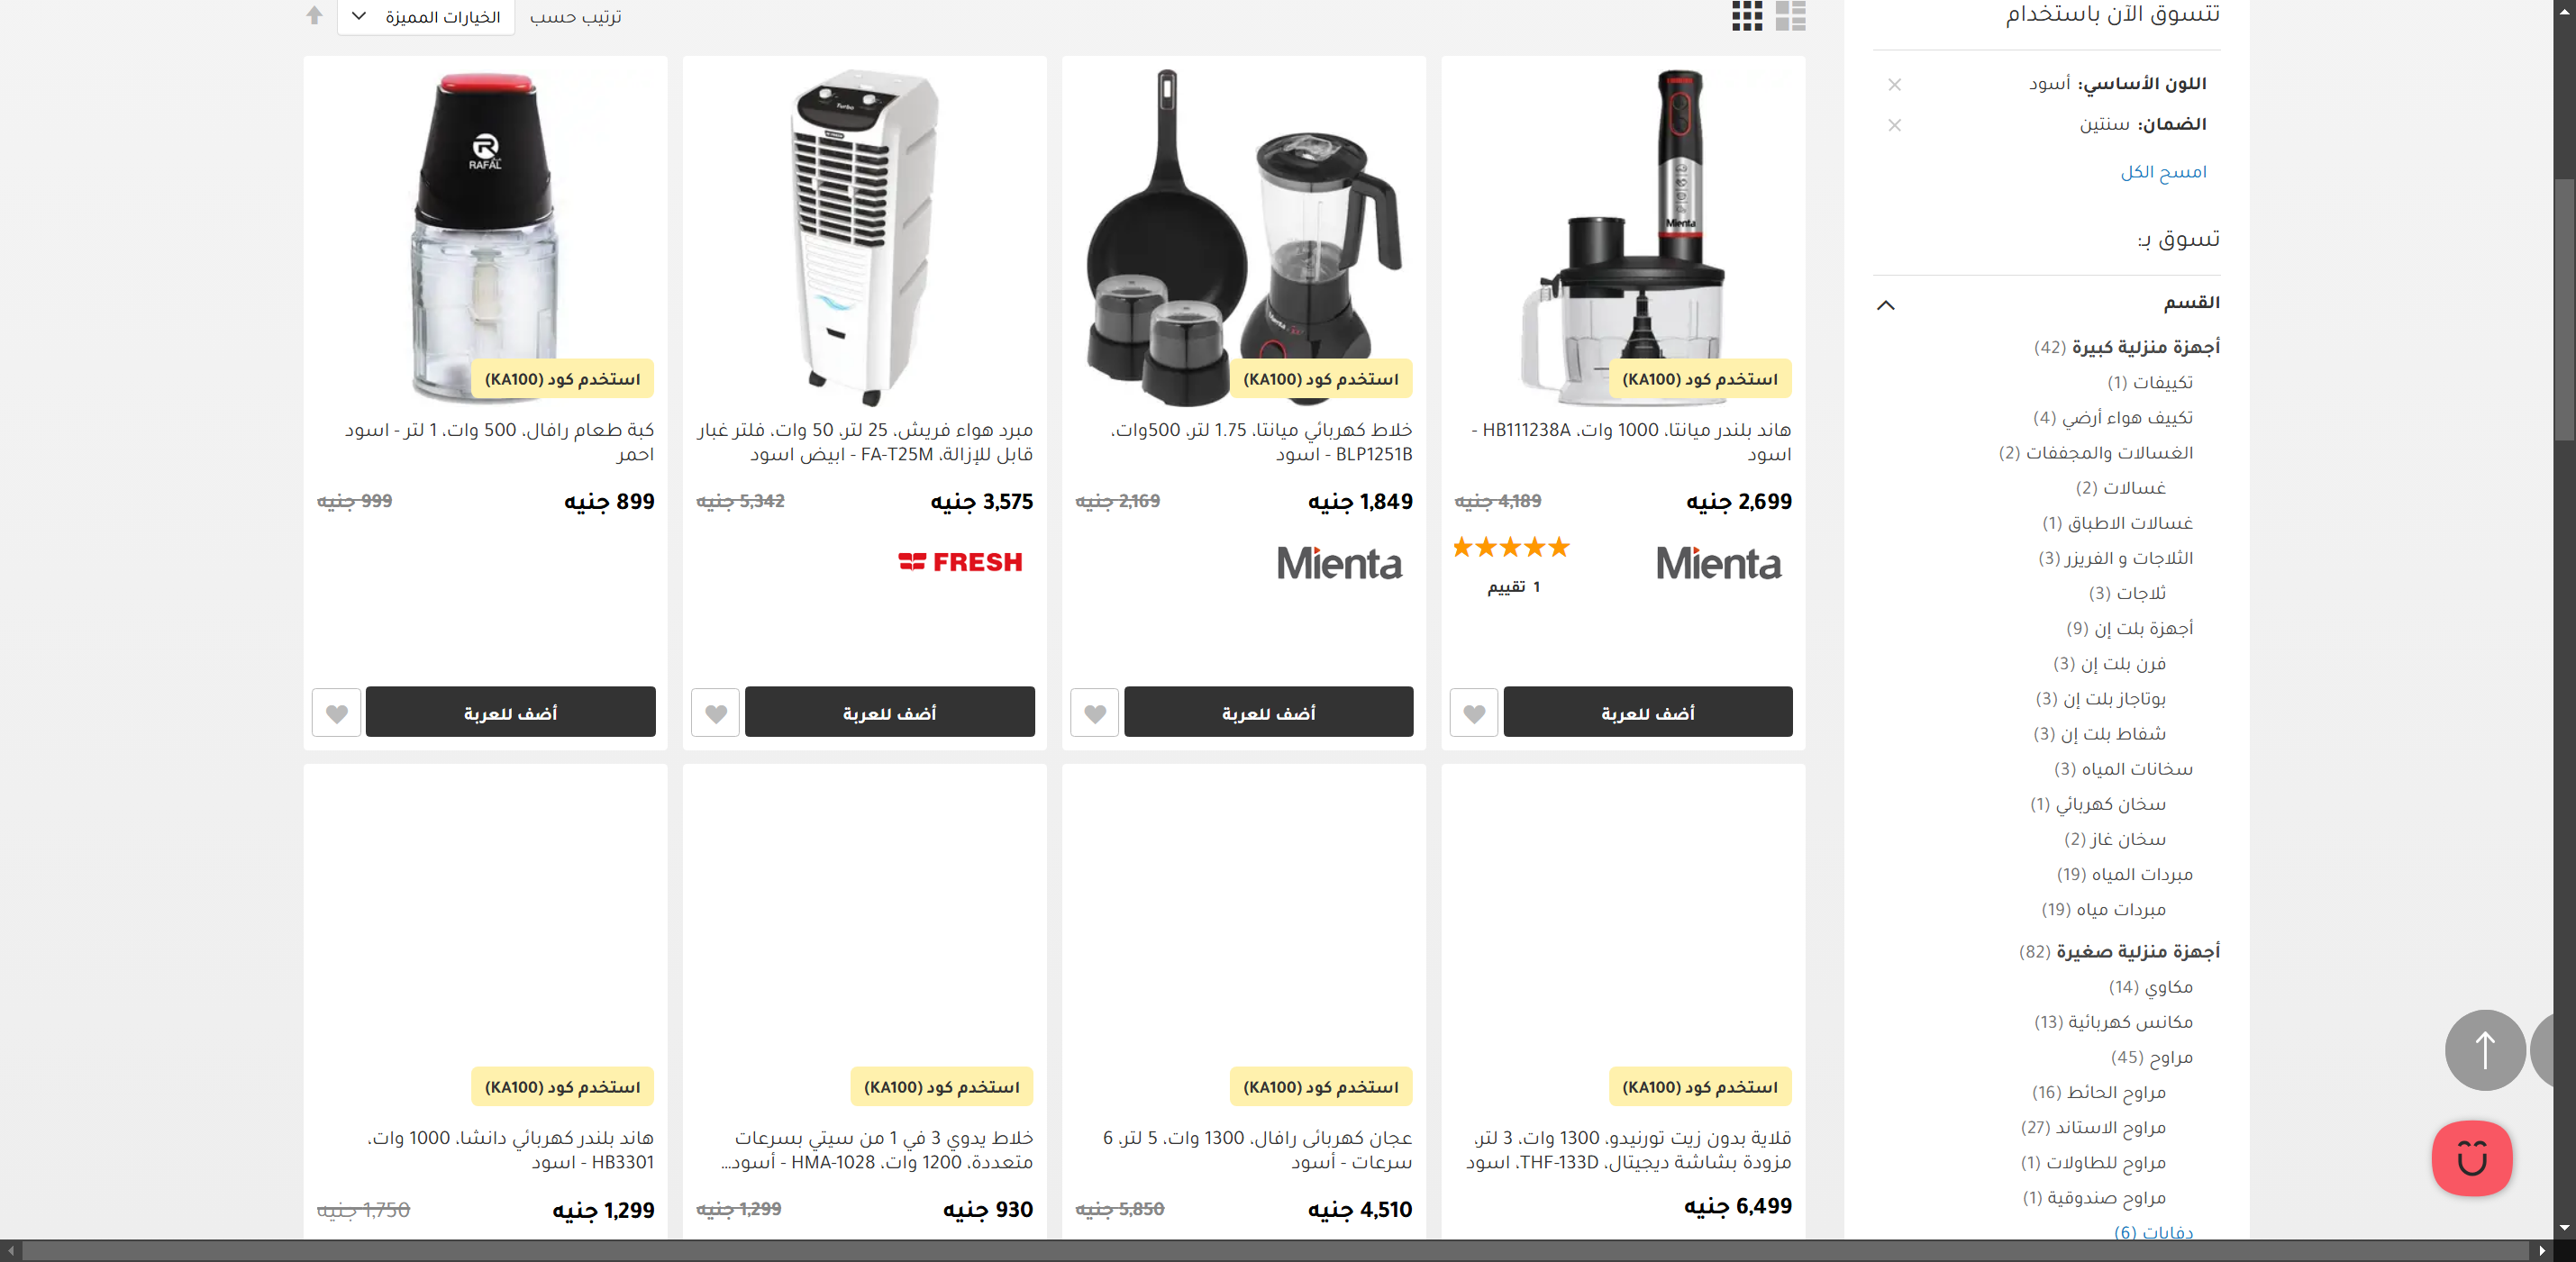 تتسوق الآن باستخدام
اللون الأساسي: أسود
الضمان: سنتين
امسح الكل
تسوق بـ:
القسم
أجهزة منزلية كبيرة (42)
تكييفات (1)
تكييف هواء أرضي (4)
الغسالات والمجففات (2)
غسالات (2)
غسالات الاطباق (1)
الثلاجات و الفريزر (3)
ثلاجات (3)
أجهزة بلت إن (9)
فرن بلت إن (3)
بوتاجاز بلت إن (3)
شفاط بلت إن (3)
سخانات المياه (3)
سخان كهربائي (1)
سخان غاز (2)
مبردات المياه (19)
مبردات مياه (19)
أجهزة منزلية صغيرة (82)
مكاوي (14)
مكانس كهربائية (13)
مراوح (45)
مراوح الحائط (16)
مراوح الاستاند (27)
مراوح للطاولات (1)
مراوح صندوقية (1)
دفايات (6)
ترتيب حسب
الخيارات المميزة
Mienta
استخدم كود (KA100)
هاند بلندر ميانتا، 1000 وات، HB111238A -
اسود
2,699 جنيه
4,189 جنيه
Mienta
1 تقييم
أضف للعربة
Mienta
استخدم كود (KA100)
خلاط كهربائي ميانتا، 1.75 لتر، 500وات،
BLP1251B - اسود
1,849 جنيه
2,169 جنيه
Mienta
أضف للعربة
Turbo
مبرد هواء فريش، 25 لتر، 50 وات، فلتر غبار
قابل للإزالة، FA-T25M - ابيض اسود
3,575 جنيه
5,342 جنيه
FRESH
أضف للعربة
RAFAL
استخدم كود (KA100)
كبة طعام رافال، 500 وات، 1 لتر - اسود
احمر
899 جنيه
999 جنيه
أضف للعربة
استخدم كود (KA100)
قلاية بدون زيت تورنيدو، 1300 وات، 3 لتر،
مزودة بشاشة ديجيتال، THF-133D، اسود
6,499 جنيه
استخدم كود (KA100)
عجان كهربائى رافال، 1300 وات، 5 لتر، 6
سرعات - أسود
4,510 جنيه
5,850 جنيه
استخدم كود (KA100)
خلاط يدوي 3 في 1 من سيتي بسرعات
متعددة، 1200 وات، HMA-1028 - أسود...
930 جنيه
1,299 جنيه
استخدم كود (KA100)
هاند بلندر كهربائي دانشا، 1000 وات،
HB3301 - اسود
1,299 جنيه
1,750 جنيه